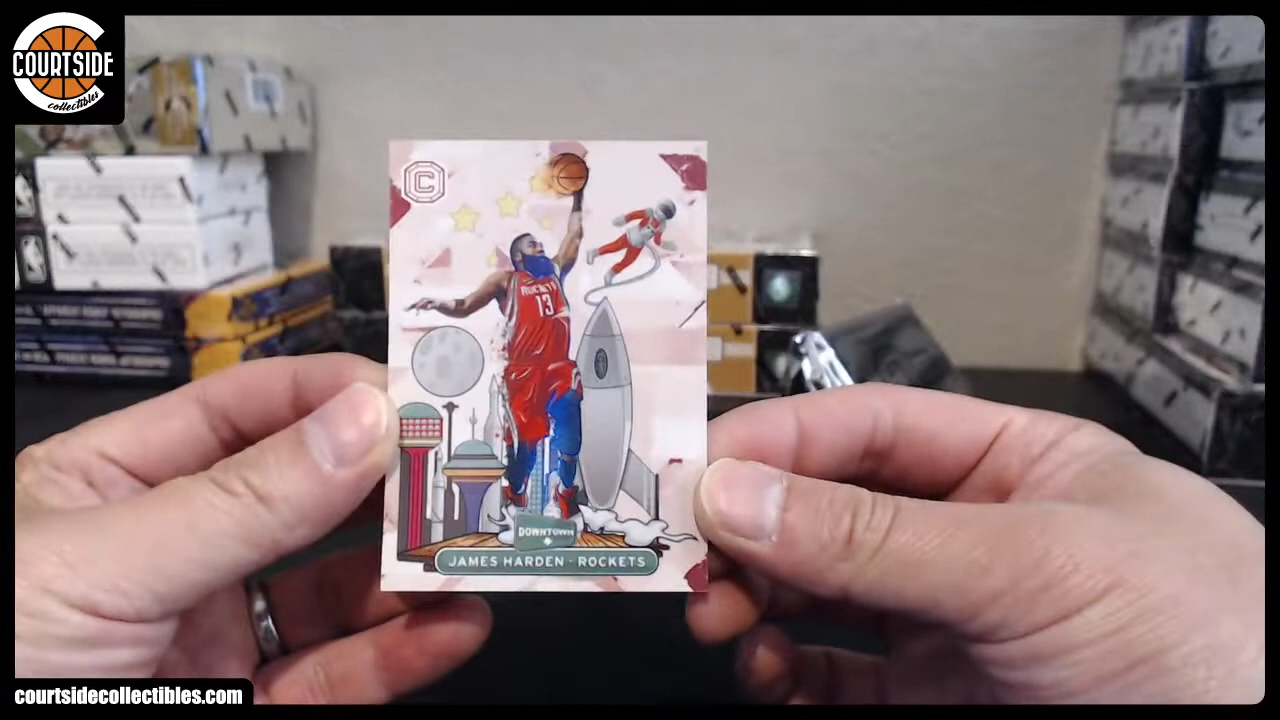 COURTSIDE
collectibles
C
ROCKETS
13
DOWNTOWN
JAMES HARDEN - ROCKETS
courtsidecollectibles.com